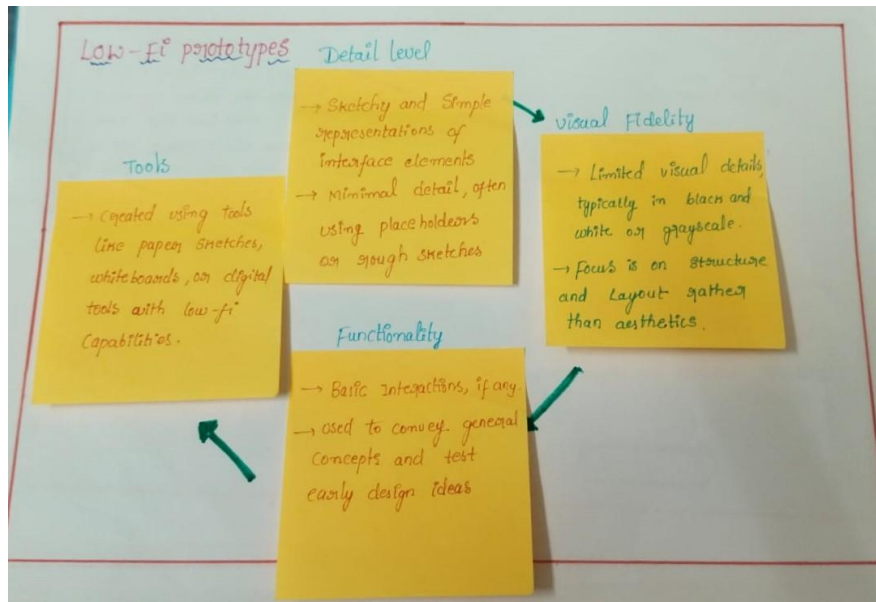 Low-Fi prototypes
Detail Level
→ Sketchy and Simple
representations of
interface elements
→ Minimal detail, often
using placeholders
or rough sketches
Visual Fidelity
→ Limited visual details,
typically in black and
white or grayscale.
→ Focus is on structure
and Layout rather
than aesthetics.
Functionality
→ Basic Interactions, if any.
→ Used to convey general
concepts and test
early design ideas
Tools
→ Created using tools
like paper sketches,
whiteboards, or digital
tools with low-fi
Capabilities.